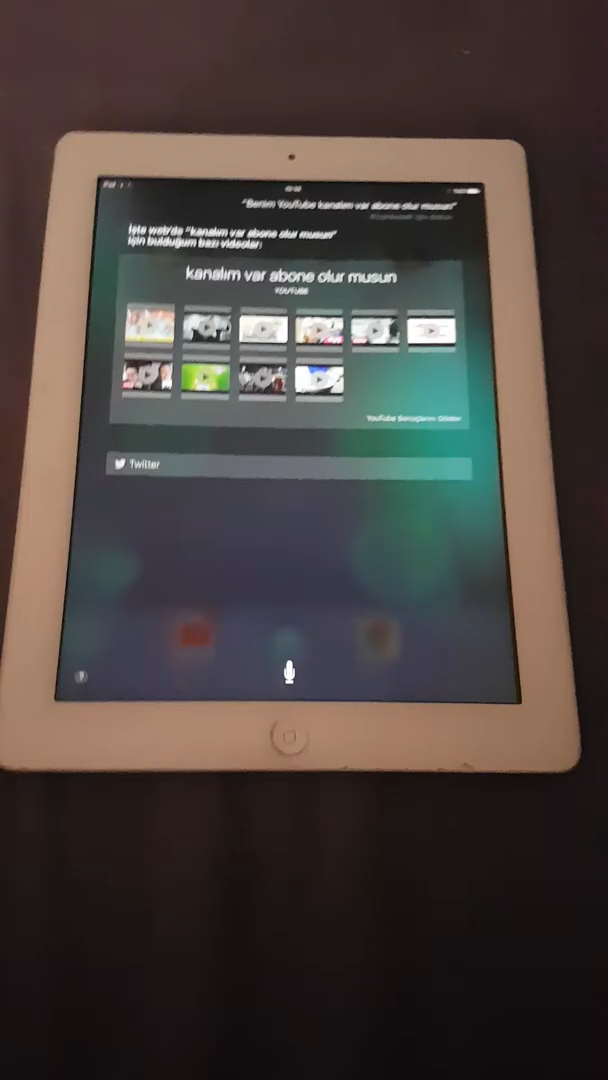 iPad
"Benim YouTube kanalım var abone olur musun"
İşte web'de "kanalım var abone olur musun"
için bulduğum bazı videolar:
kanalım var abone olur musun
YOUTUBE
YouTube Sonuçlarını Göster
Twitter
?